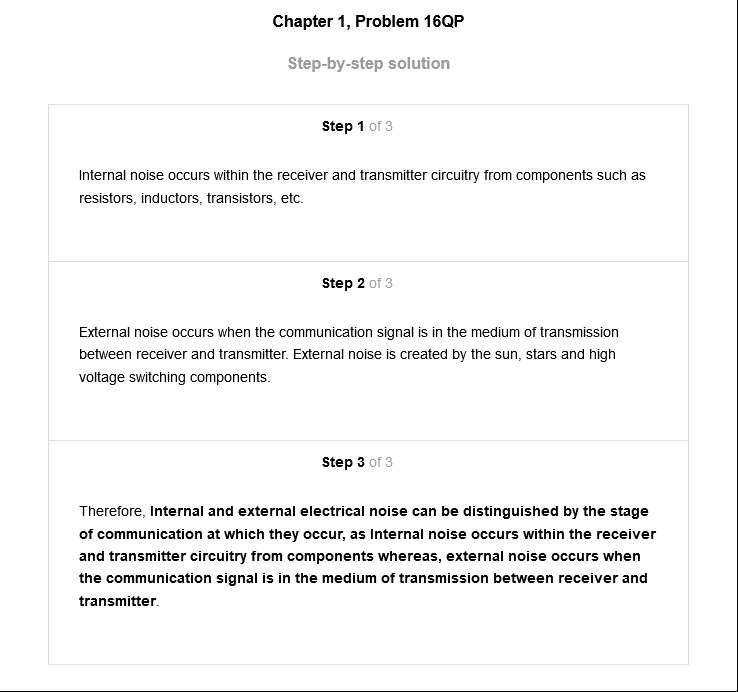 Chapter 1, Problem 16QP
Step-by-step solution
Step 1 of 3
Internal noise occurs within the receiver and transmitter circuitry from components such as
resistors, inductors, transistors, etc.
Step 2 of 3
External noise occurs when the communication signal is in the medium of transmission
between receiver and transmitter. External noise is created by the sun, stars and high
voltage switching components.
Step 3 of 3
Therefore, Internal and external electrical noise can be distinguished by the stage
of communication at which they occur, as Internal noise occurs within the receiver
and transmitter circuitry from components whereas, external noise occurs when
the communication signal is in the medium of transmission between receiver and
transmitter.